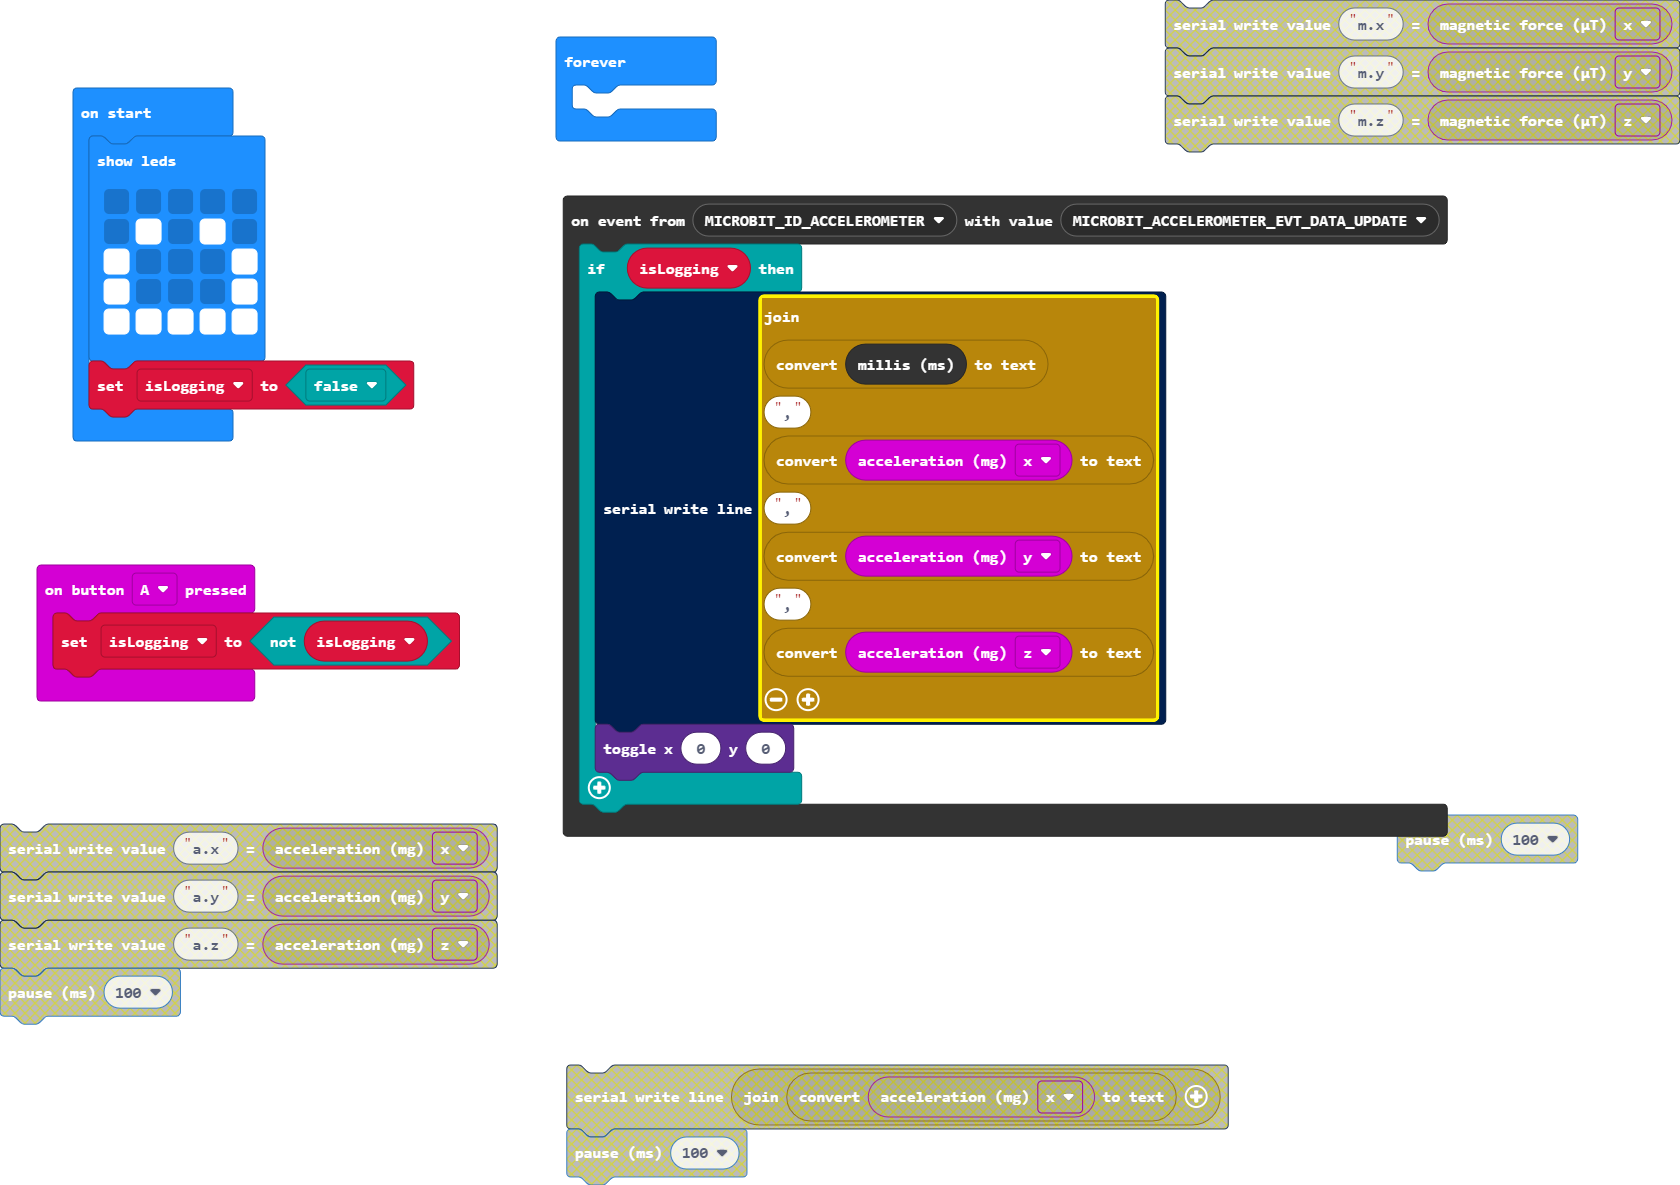 serial write value "m.x" = magnetic force (μT) x
serial write value "m.y" = magnetic force (μT) y
serial write value "m.z" = magnetic force (μT) z
forever
on start
show leds
set isLogging to false
on event from MICROBIT_ID_ACCELEROMETER with value MICROBIT_ACCELEROMETER_EVT_DATA_UPDATE
if isLogging then
serial write line
join
convert millis (ms) to text
","
convert acceleration (mg) x to text
","
convert acceleration (mg) y to text
","
convert acceleration (mg) z to text
toggle x 0 y 0
on button A pressed
set isLogging to not isLogging
serial write value "a.x" = acceleration (mg) x
serial write value "a.y" = acceleration (mg) y
serial write value "a.z" = acceleration (mg) z
pause (ms) 100
pause (ms) 100
serial write line join convert acceleration (mg) x to text
pause (ms) 100